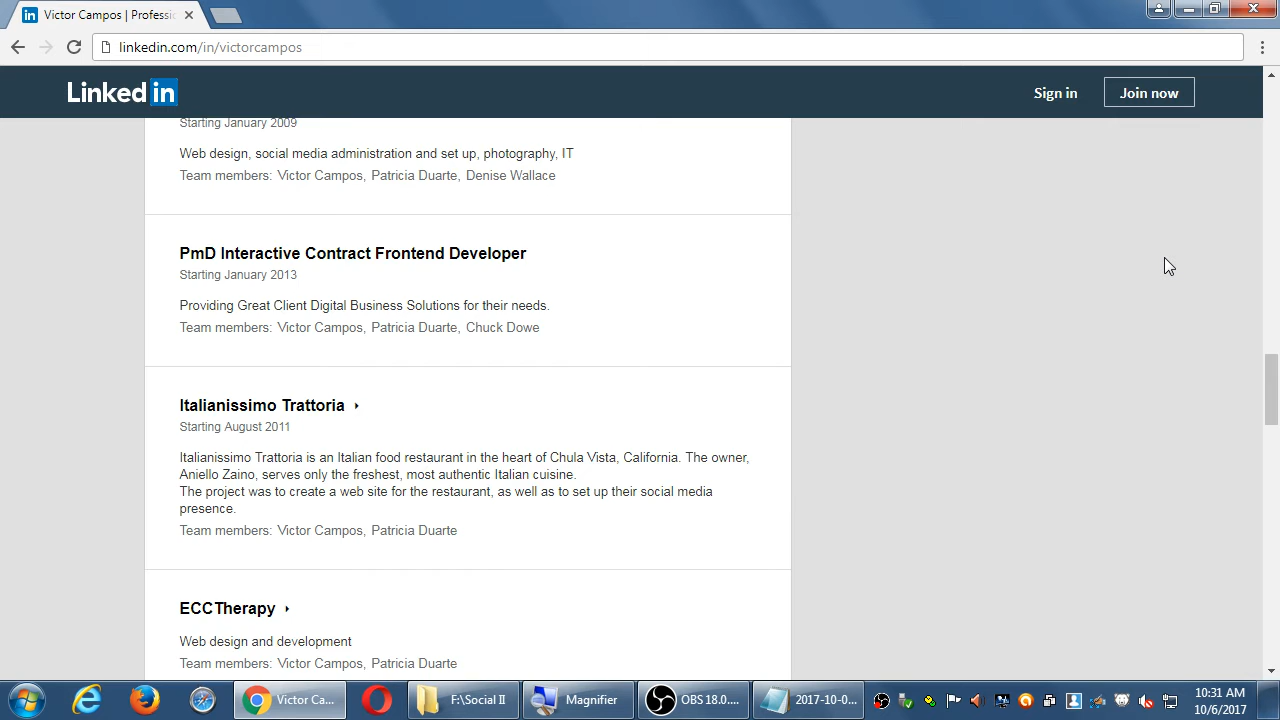 Victor Campos | Professi
linkedin.com/in/victorcampos
Linked in
Sign in
Join now
Starting January 2009
Web design, social media administration and set up, photography, IT
Team members: Victor Campos, Patricia Duarte, Denise Wallace
PmD Interactive Contract Frontend Developer
Starting January 2013
Providing Great Client Digital Business Solutions for their needs.
Team members: Victor Campos, Patricia Duarte, Chuck Dowe
Italianissimo Trattoria
Starting August 2011
Italianissimo Trattoria is an Italian food restaurant in the heart of Chula Vista, California. The owner,
Aniello Zaino, serves only the freshest, most authentic Italian cuisine.
The project was to create a web site for the restaurant, as well as to set up their social media
presence.
Team members: Victor Campos, Patricia Duarte
ECCTherapy
Web design and development
Team members: Victor Campos, Patricia Duarte
Victor Ca...
F:\Social II
Magnifier
OBS 18.0....
2017-10-0...
10:31 AM
10/6/2017